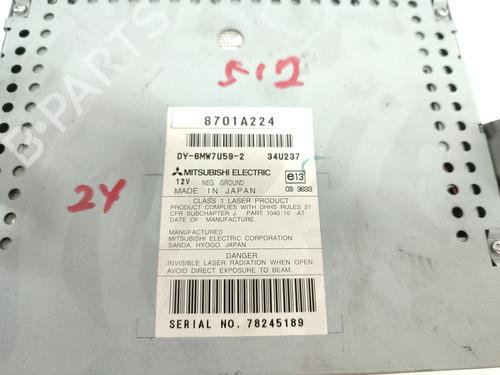 512
8701A224
DY-6MW7U59-2 34U237
MITSUBISHI ELECTRIC
12V NEG. GROUND
MADE IN JAPAN
e13
03 3833
CLASS 1 LASER PRODUCT
PRODUCT COMPLIES WITH DHHS RULES 21
CFR SUBCHAPTER J PART 1040.10 AT
DATE OF MANUFACTURE.
MANUFACTURED
MITSUBISHI ELECTRIC CORPORATION
SANDA, HYOGO, JAPAN
DANGER
INVISIBLE LASER RADIATION WHEN OPEN
AVOID DIRECT EXPOSURE TO BEAM.
SERIAL NO. 78245189
24
B-PARTS